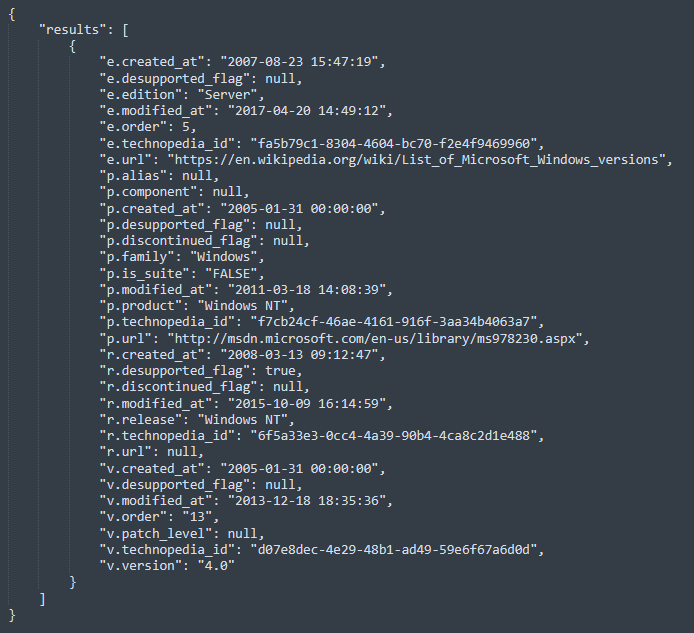 {
"results": [
{
"e.created_at": "2007-08-23 15:47:19",
"e.desupported_flag": null,
"e.edition": "Server",
"e.modified_at": "2017-04-20 14:49:12",
"e.order": 5,
"e.technopedia_id": "fa5b79c1-8304-4604-bc70-f2e4f9469960",
"e.url": "https://en.wikipedia.org/wiki/List_of_Microsoft_Windows_versions",
"p.alias": null,
"p.component": null,
"p.created_at": "2005-01-31 00:00:00",
"p.desupported_flag": null,
"p.discontinued_flag": null,
"p.family": "Windows",
"p.is_suite": "FALSE",
"p.modified_at": "2011-03-18 14:08:39",
"p.product": "Windows NT",
"p.technopedia_id": "f7cb24cf-46ae-4161-916f-3aa34b4063a7",
"p.url": "http://msdn.microsoft.com/en-us/library/ms978230.aspx",
"r.created_at": "2008-03-13 09:12:47",
"r.desupported_flag": true,
"r.discontinued_flag": null,
"r.modified_at": "2015-10-09 16:14:59",
"r.release": "Windows NT",
"r.technopedia_id": "6f5a33e3-0cc4-4a39-90b4-4ca8c2d1e488",
"r.url": null,
"v.created_at": "2005-01-31 00:00:00",
"v.desupported_flag": null,
"v.modified_at": "2013-12-18 18:35:36",
"v.order": "13",
"v.patch_level": null,
"v.technopedia_id": "d07e8dec-4e29-48b1-ad49-59e6f67a6d0d",
"v.version": "4.0"
}
]
}